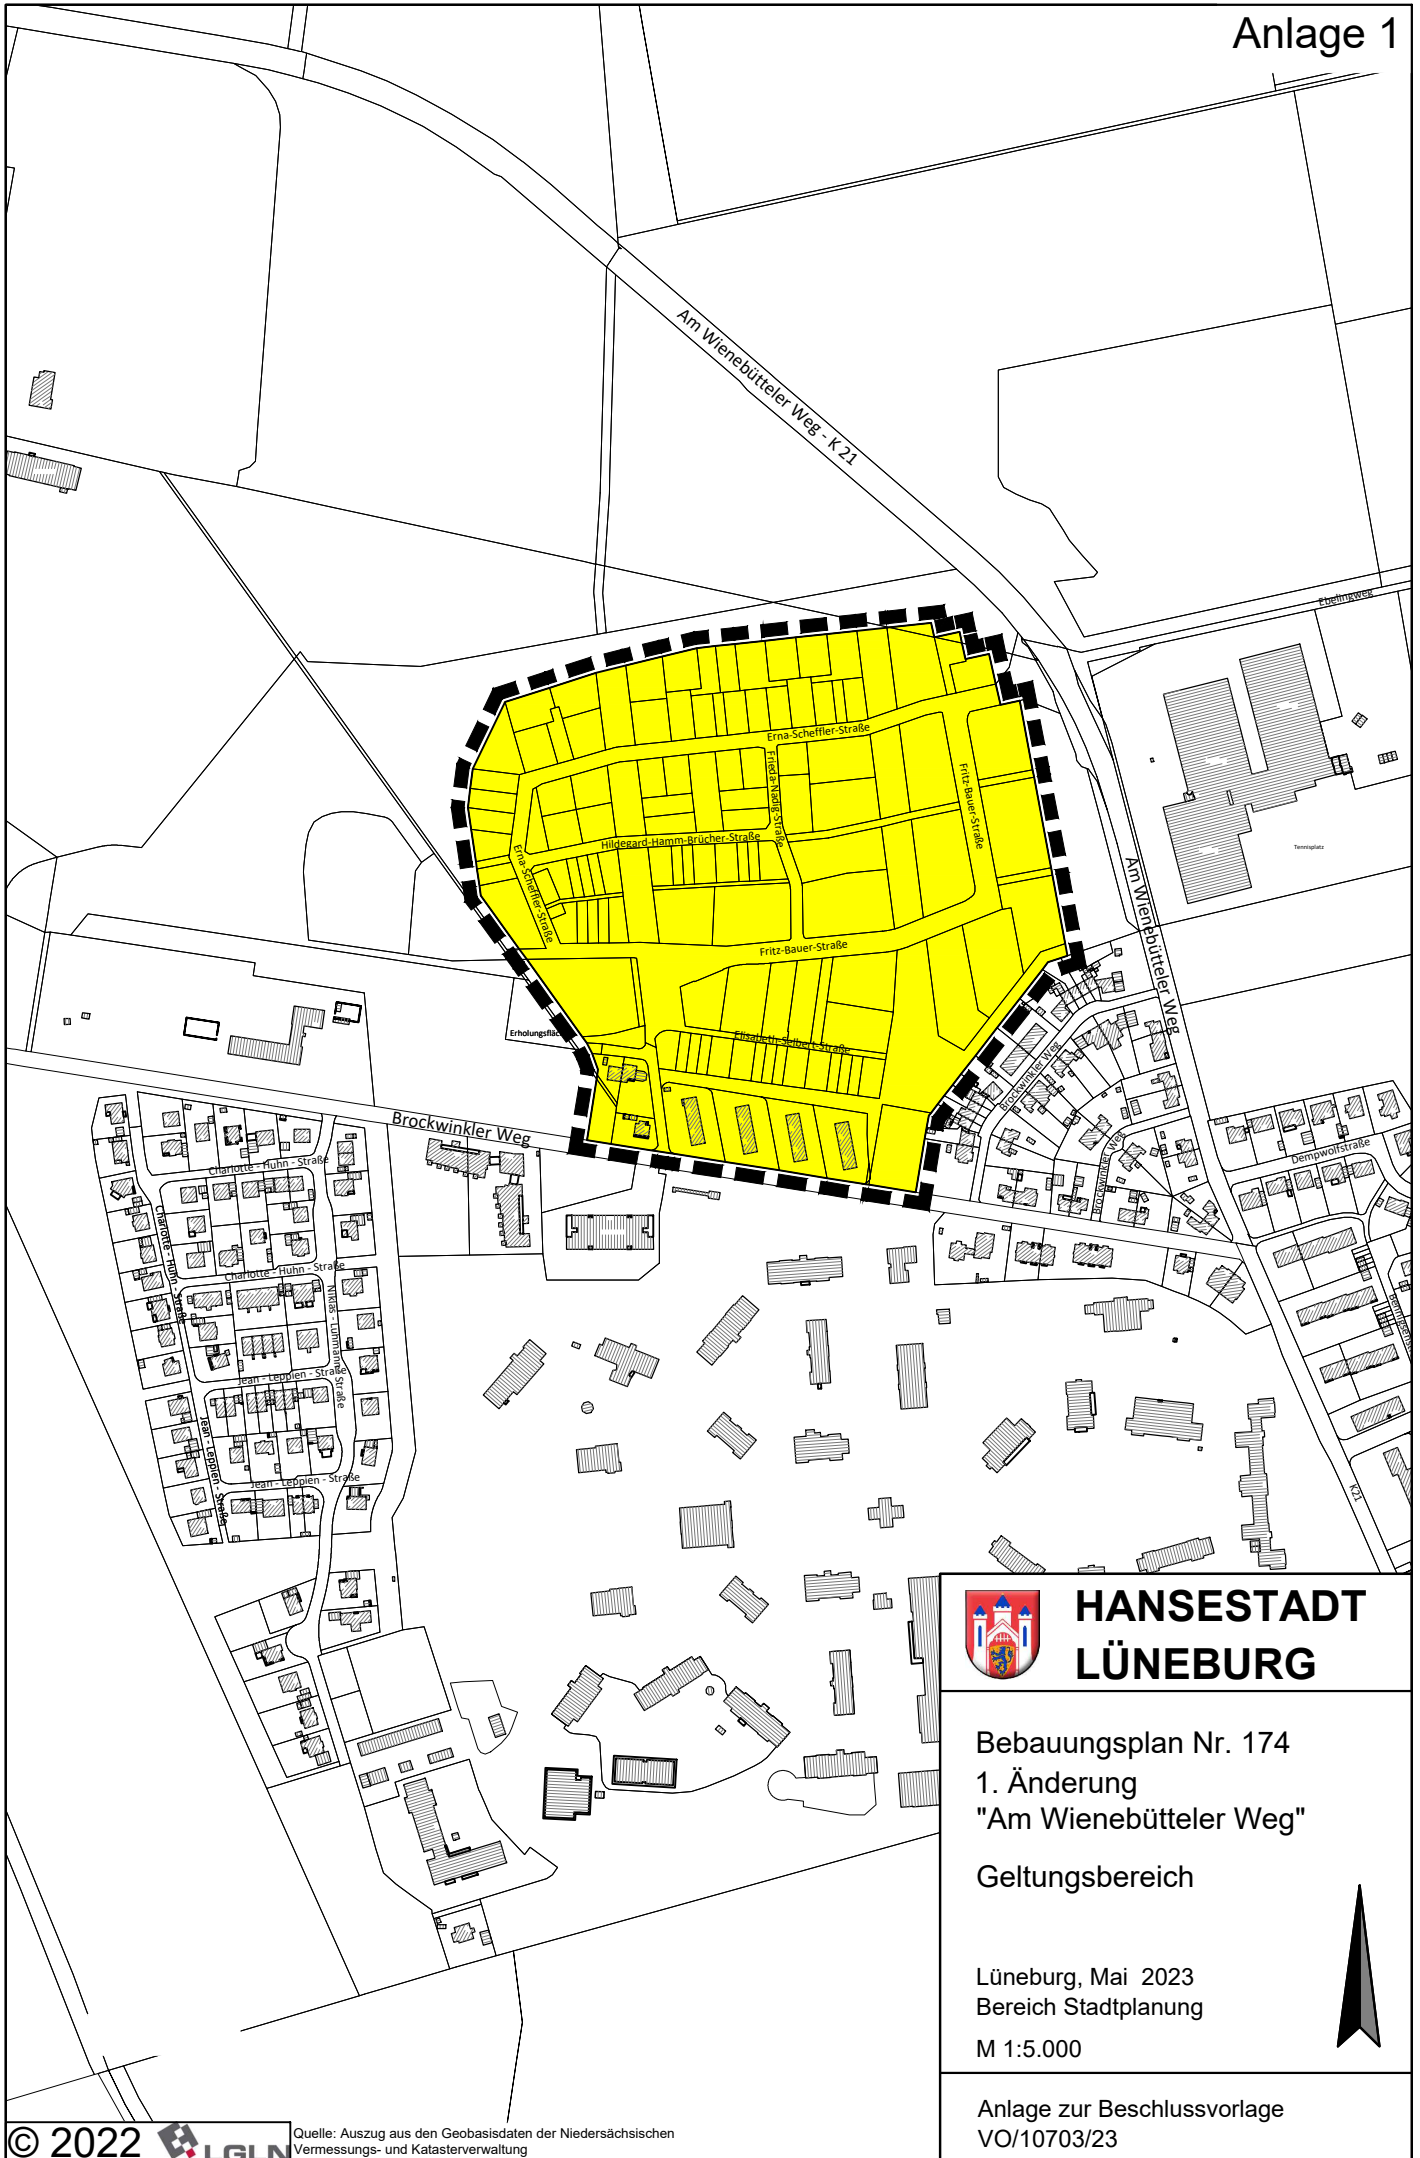 Anlage 1
Am Wienebütteler Weg - K 21
Ebelingweg
Tennisplatz
Erna-Scheffler-Straße
Frieda-Nadig-Straße
Fritz-Bauer-Straße
Hildegard-Hamm-Brücher-Straße
Erna-Scheffler-Straße
Am Wienebütteler Weg
Fritz-Bauer-Straße
Elisabeth-Selbert-Straße
Brockwinkler Weg
Brockwinkler Weg
Brockwinkler Weg
Dempwolfstraße
Charlotte - Huhn - Straße
Charlotte - Huhn - Straße
Charlotte - Huhn - Straße
Niklas - Luhmann - Straße
Jean - Leppien - Straße
Jean - Leppien - Straße
Jean - Leppien - Straße
K21
HANSESTADT
LÜNEBURG
Bebauungsplan Nr. 174
1. Änderung
"Am Wienebütteler Weg"
Geltungsbereich
Lüneburg, Mai 2023
Bereich Stadtplanung
M 1:5.000
Anlage zur Beschlussvorlage
VO/10703/23
© 2022 LGLN
Quelle: Auszug aus den Geobasisdaten der Niedersächsischen
Vermessungs- und Katasterverwaltung